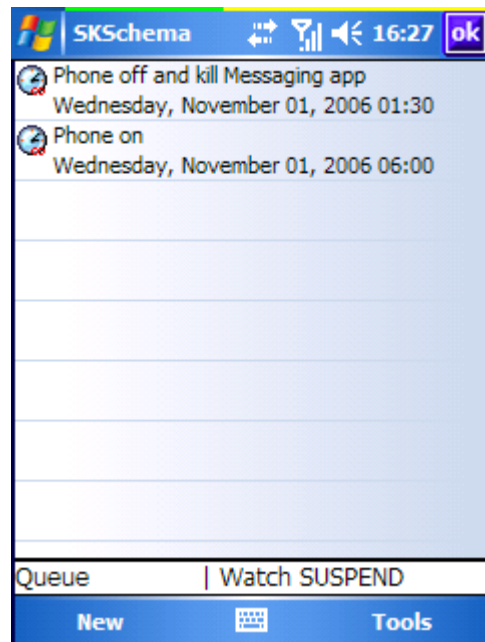 SKSchema 16:27 ok
Phone off and kill Messaging app
Wednesday, November 01, 2006 01:30
Phone on
Wednesday, November 01, 2006 06:00
Queue | Watch SUSPEND
New Tools